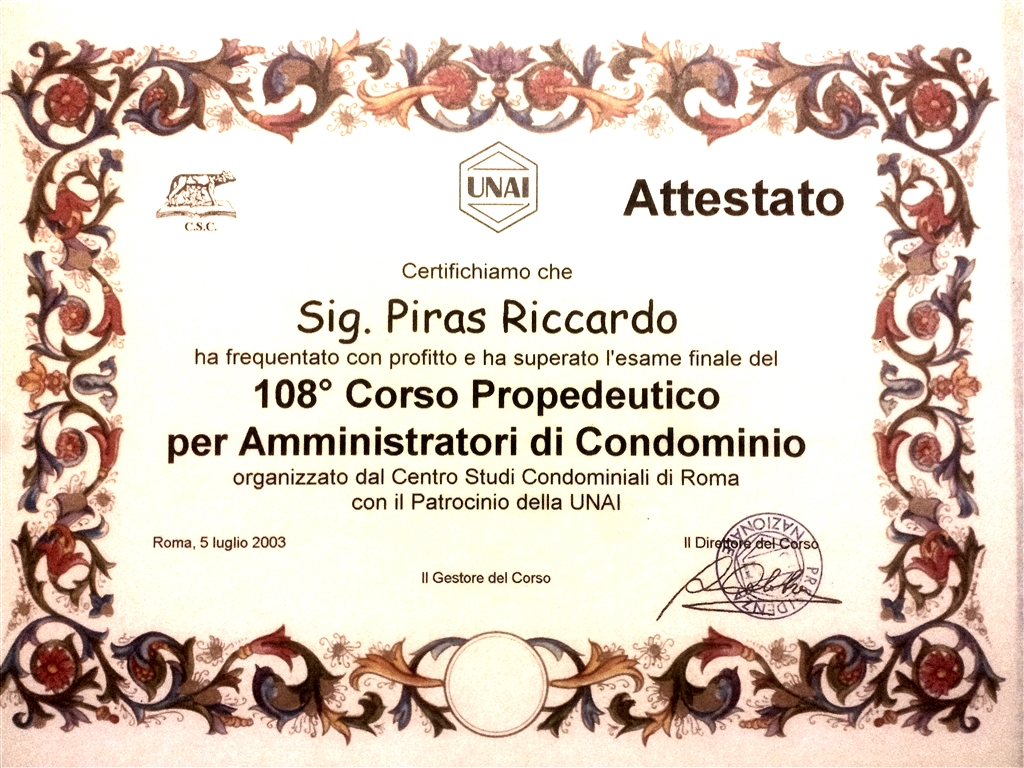 UNAI
Attestato
C.S.C.
Certifichiamo che
Sig. Piras Riccardo
ha frequentato con profitto e ha superato l'esame finale del
108° Corso Propedeutico
per Amministratori di Condominio
organizzato dal Centro Studi Condominiali di Roma
con il Patrocinio della UNAI
Roma, 5 luglio 2003
Il Direttore del Corso
PRESIDENZA NAZIONALE
Il Gestore del Corso